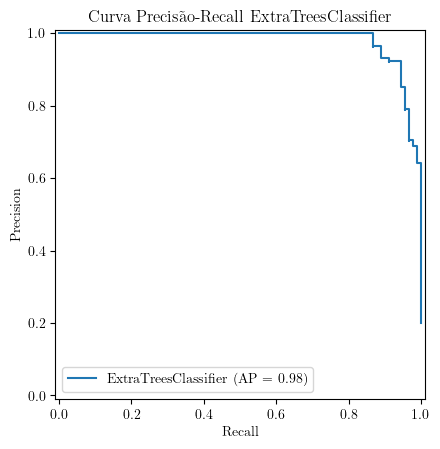 Curva Precisão-Recall ExtraTreesClassifier
1.0
0.8
0.6
0.4
0.2
0.0
Precision
ExtraTreesClassifier (AP = 0.98)
0.0 0.2 0.4 0.6 0.8 1.0
Recall